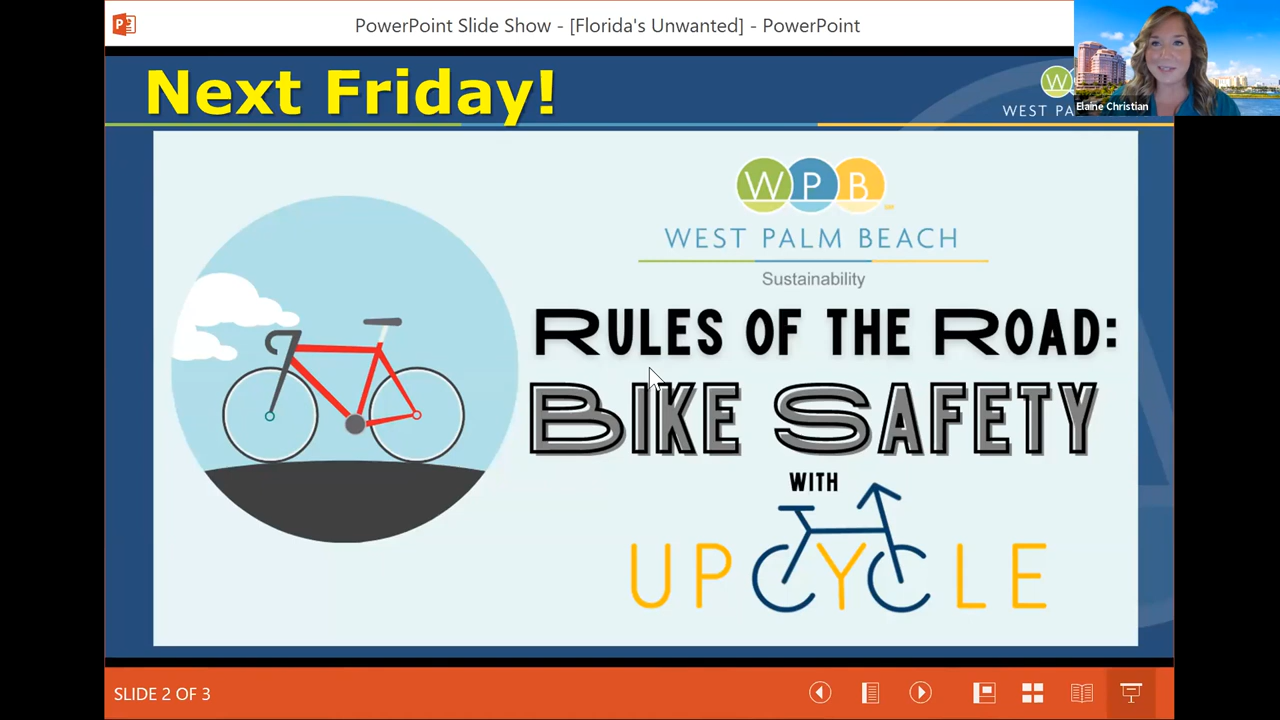 PowerPoint Slide Show - [Florida's Unwanted] - PowerPoint
Next Friday!
W
WEST PA
Elaine Christian
WPB
WEST PALM BEACH
Sustainability
RULES OF THE ROAD:
BIKE SAFETY
WITH
UPCYCLE
SLIDE 2 OF 3